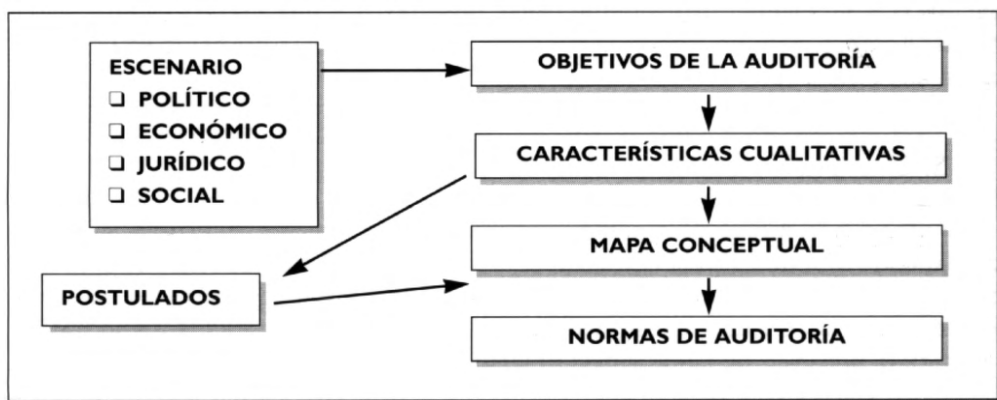 ESCENARIO
❑ POLÍTICO
❑ ECONÓMICO
❑ JURÍDICO
❑ SOCIAL
POSTULADOS
OBJETIVOS DE LA AUDITORÍA
CARACTERÍSTICAS CUALITATIVAS
MAPA CONCEPTUAL
NORMAS DE AUDITORÍA